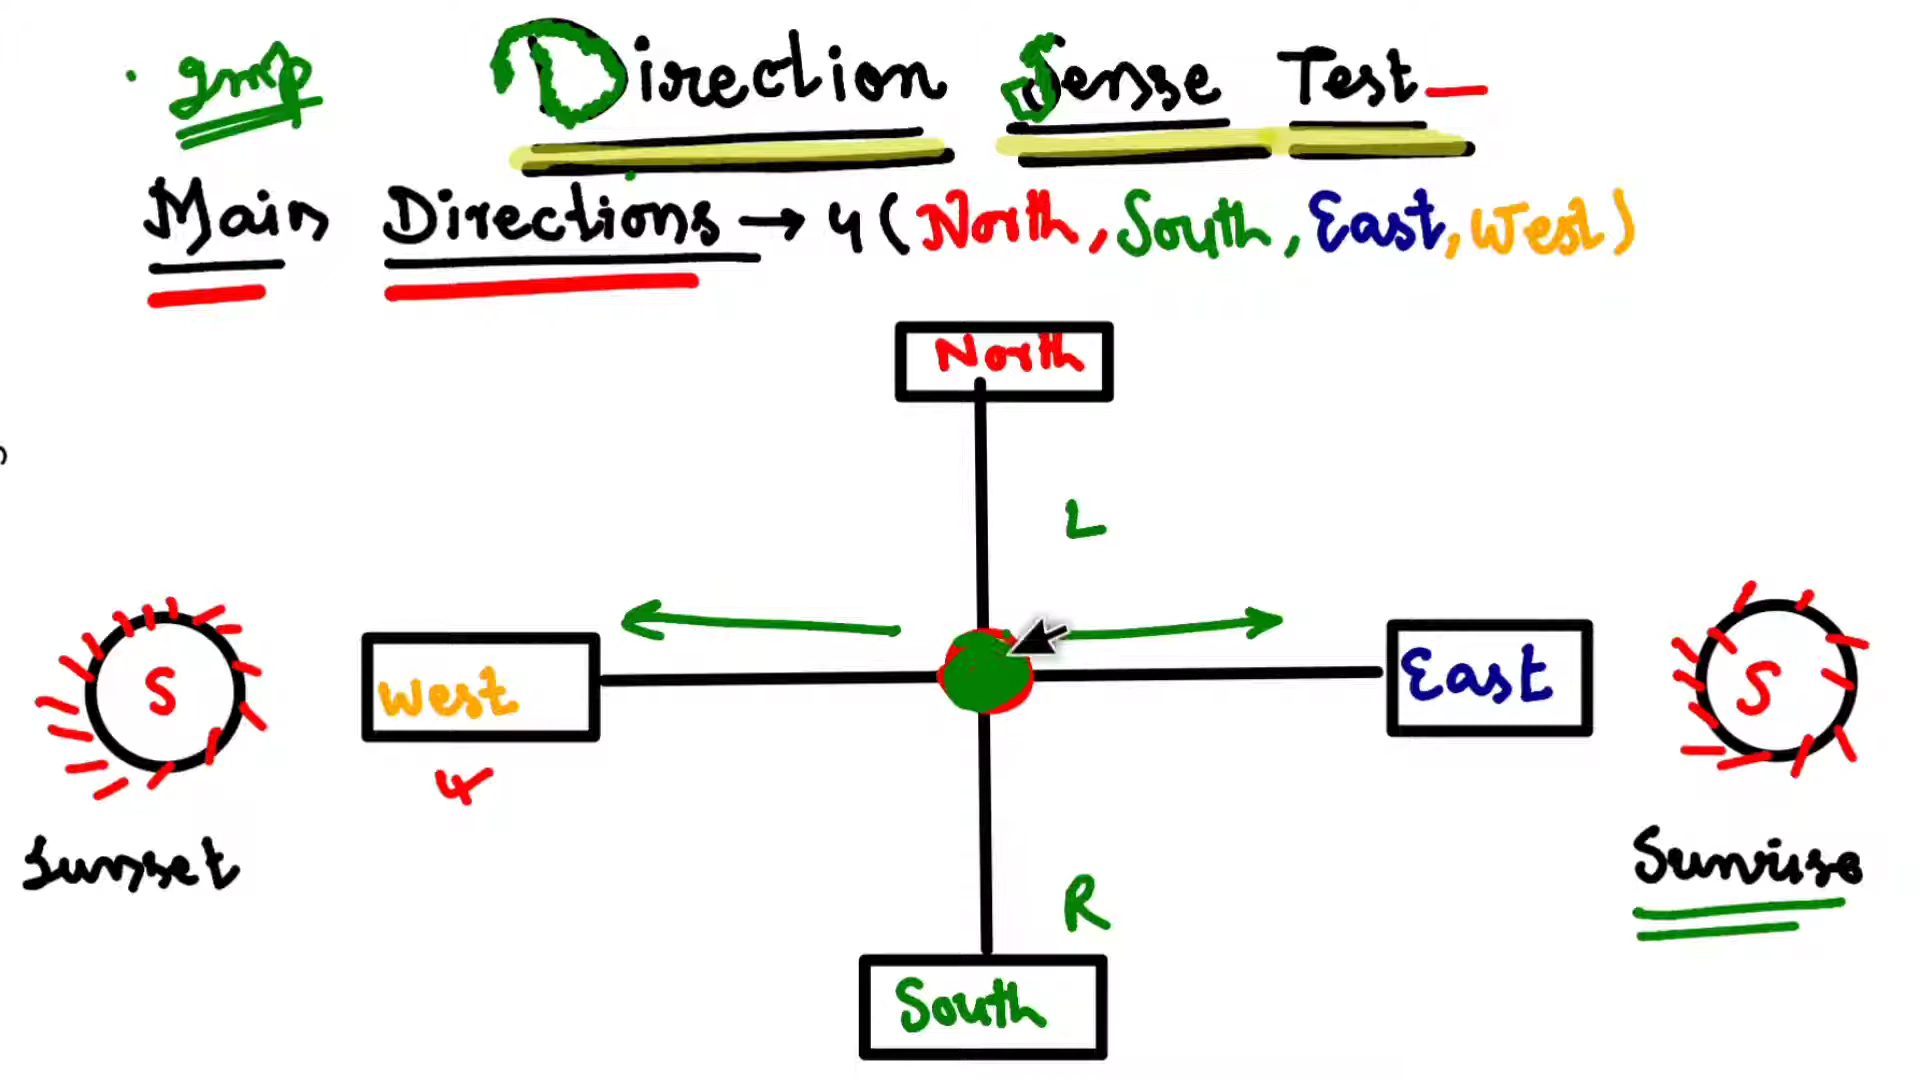 Imp Direction Sense Test
Main Directions → 4 (North, South, East, West)
North
L
S West East S
4
Sunset Sunrise
R
South